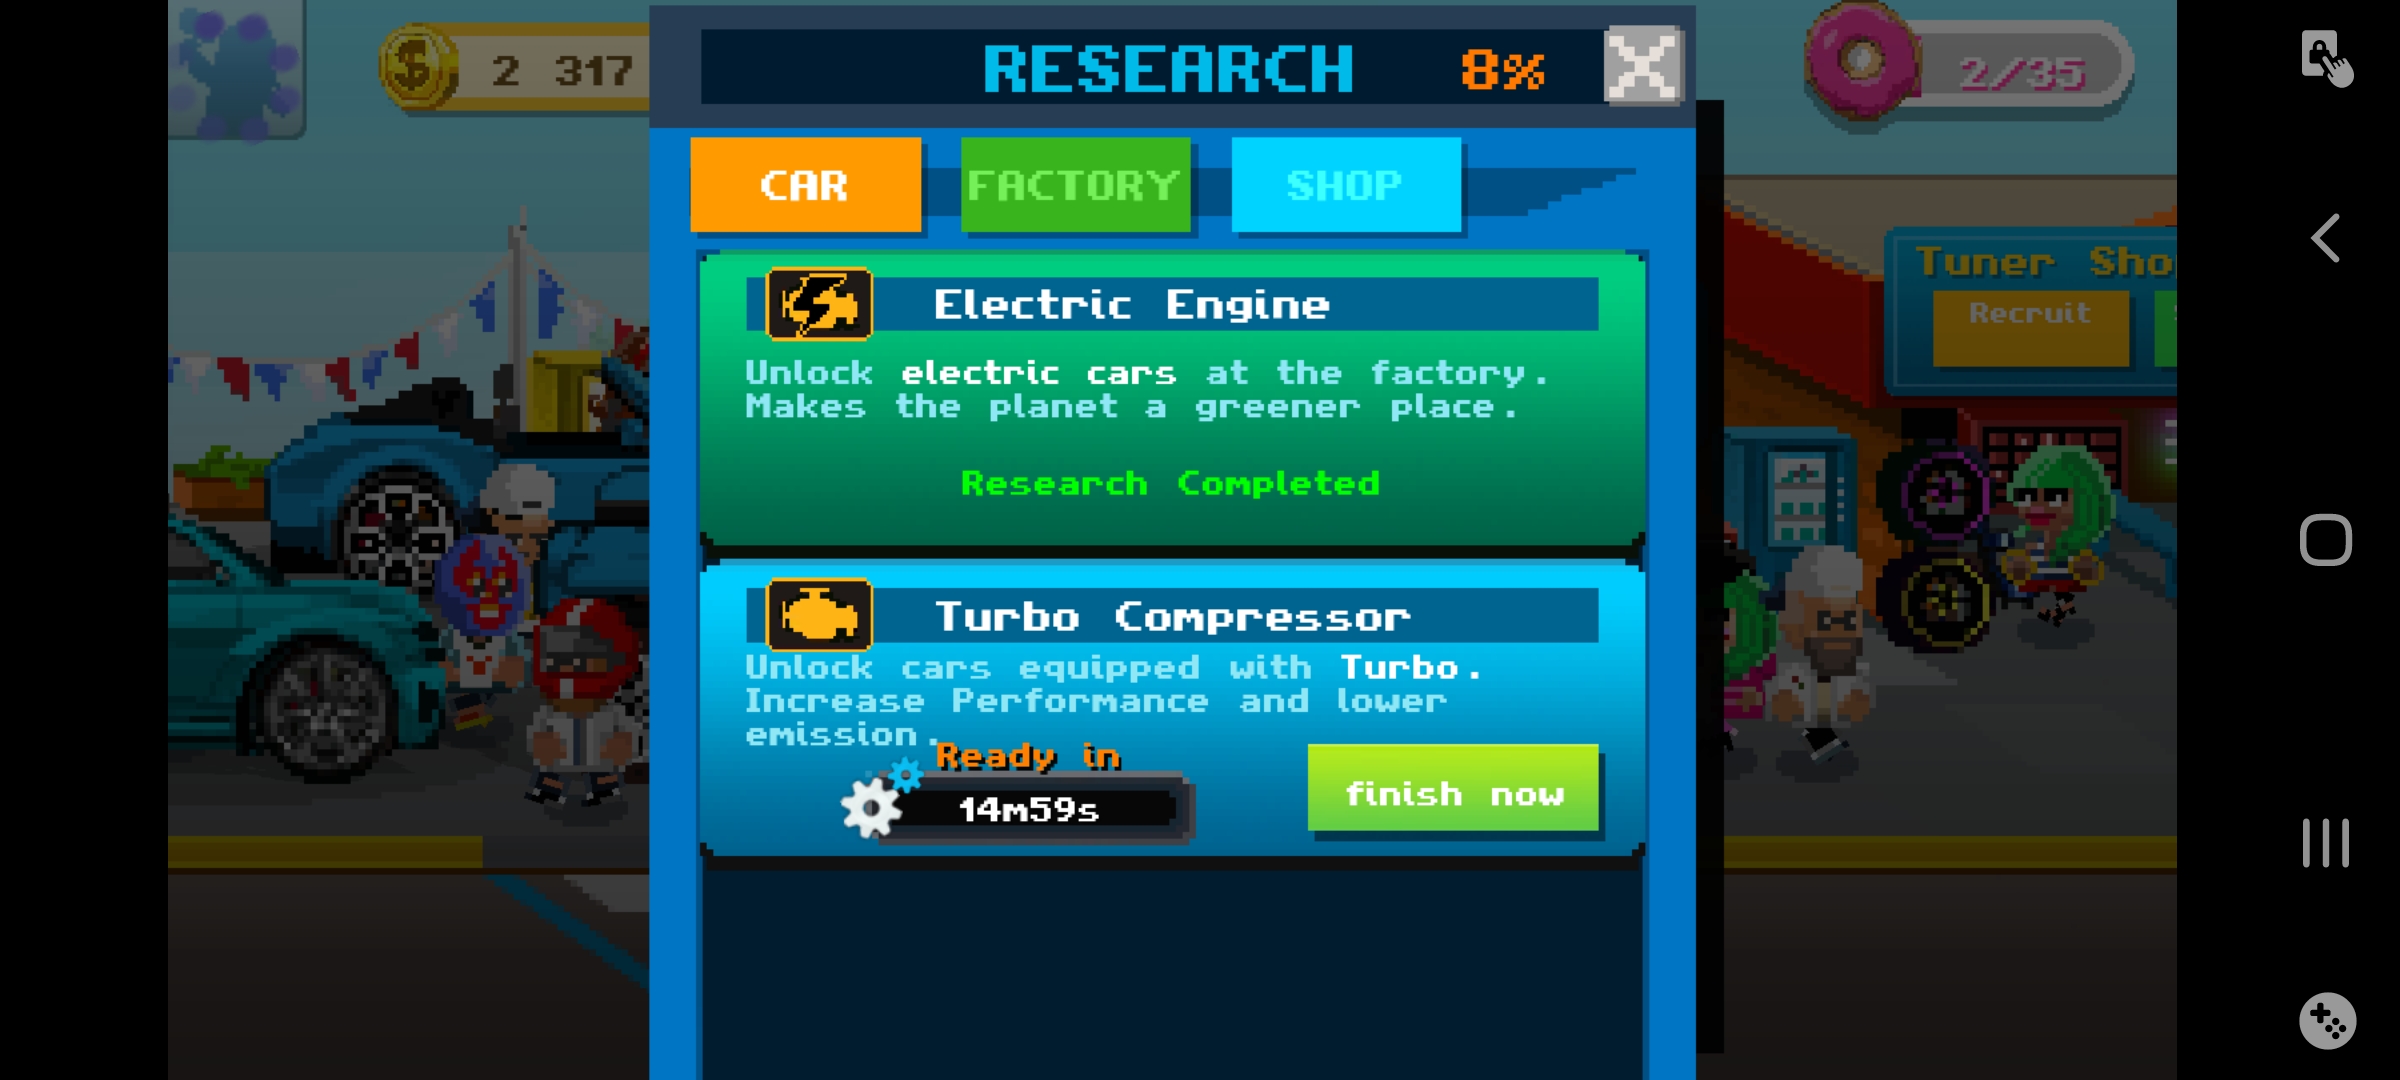 2 317
RESEARCH 8%
2/35
CAR FACTORY SHOP
Tuner Sho
Recruit
Electric Engine
Unlock electric cars at the factory.
Makes the planet a greener place.
Research Completed
Turbo Compressor
Unlock cars equipped with Turbo.
Increase Performance and lower
emission.
Ready in
14m59s
finish now